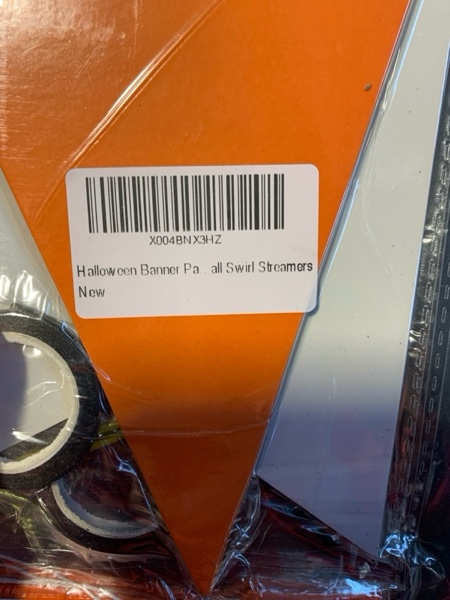 X004BNX3HZ
Halloween Banner Pa...all Swirl Streamers
New